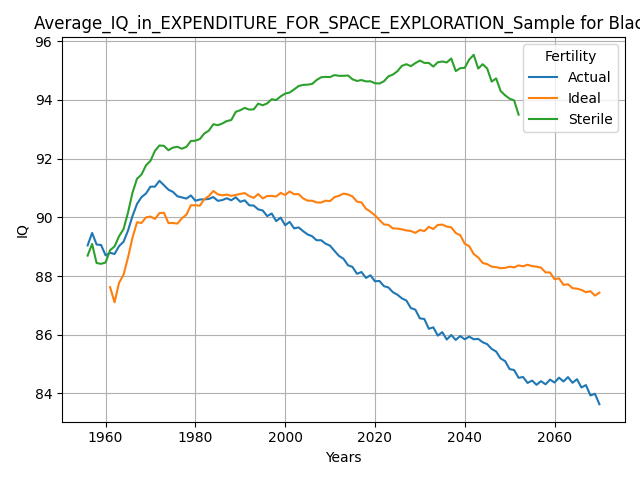 Average_IQ_in_EXPENDITURE_FOR_SPACE_EXPLORATION_Sample for Blac
96
94
92
90
88
86
84
IQ
Fertility
Actual
Ideal
Sterile
1960 1980 2000 2020 2040 2060
Years